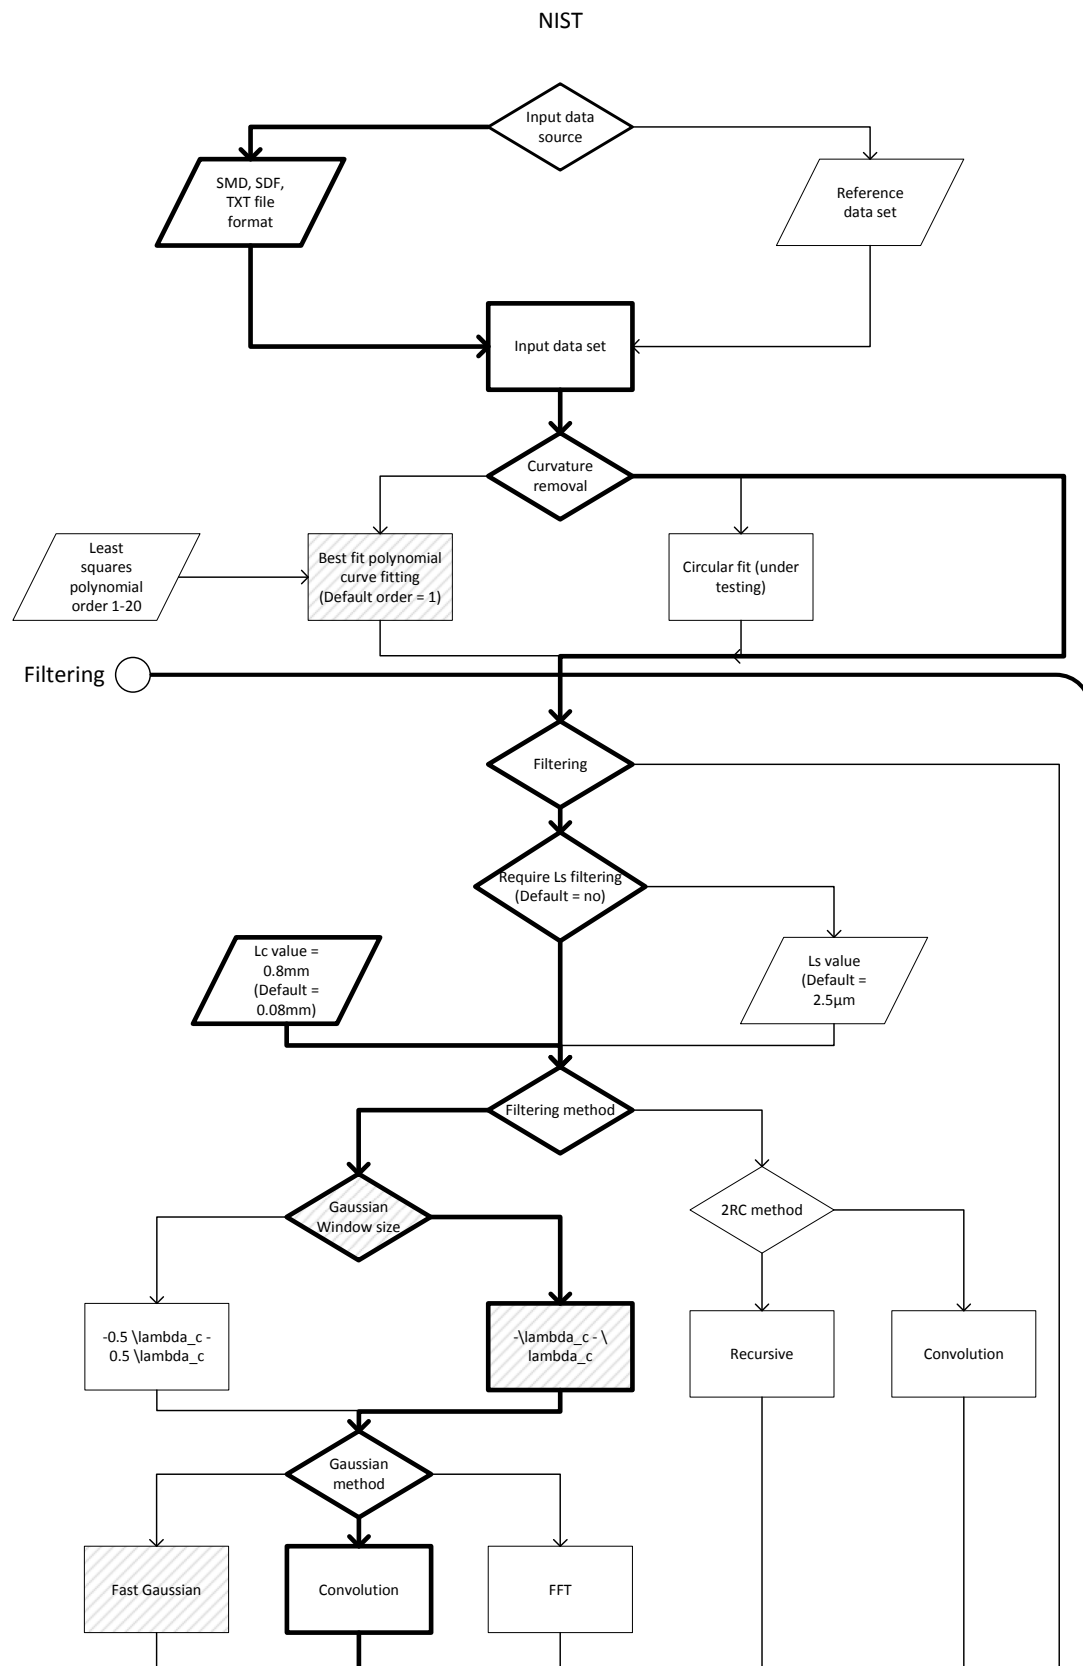 NIST
Input data
source
SMD, SDF,
TXT file
format
Reference
data set
Input data set
Curvature
removal
Least
squares
polynomial
order 1-20
Best fit polynomial
curve fitting
(Default order = 1)
Circular fit (under
testing)
Filtering
Filtering
Require Ls filtering
(Default = no)
Lc value =
0.8mm
(Default =
0.08mm)
Ls value
(Default =
2.5µm
Filtering method
Gaussian
Window size
2RC method
-0.5 \lambda_c -
0.5 \lambda_c
-\lambda_c - \
lambda_c
Recursive
Convolution
Gaussian
method
Fast Gaussian
Convolution
FFT